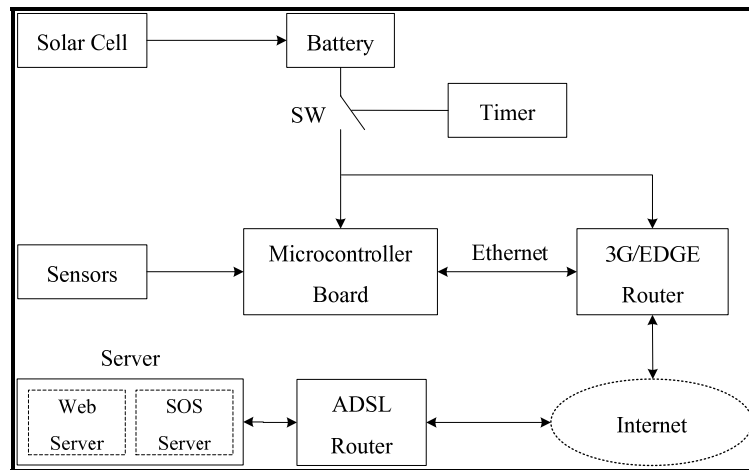 Solar Cell
Battery
SW
Timer
Sensors
Microcontroller
Board
Ethernet
3G/EDGE
Router
Server
Web
Server
SOS
Server
ADSL
Router
Internet